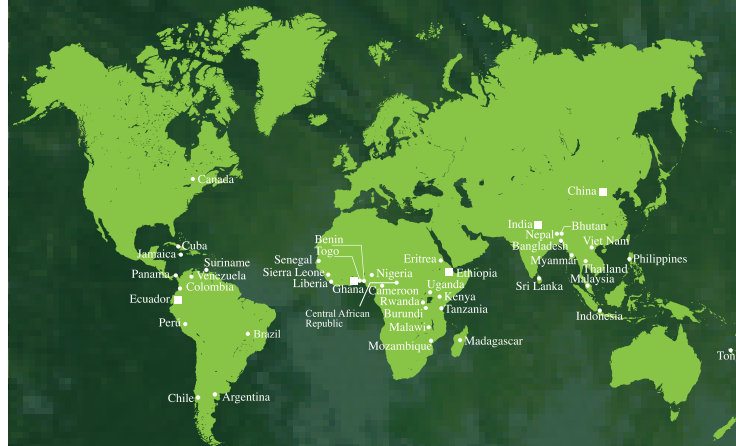 Canada
Cuba
Jamaica
Suriname
Panama
Venezuela
Colombia
Ecuador
Perú
Brazil
Chile
Argentina
Benin
Togo
Senegal
Sierra Leone
Liberia
Ghana
Nigeria
Cameroon
Central African
Republic
Eritrea
Ethiopia
Uganda
Kenya
Rwanda
Burundi
Tanzania
Malawi
Mozambique
Madagascar
China
India
Nepal
Bhutan
Bangladesh
Viet Nam
Myanmar
Thailand
Philippines
Sri Lanka
Malaysia
Indonesia
Ton